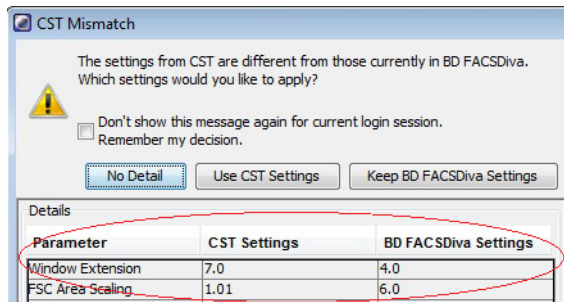 CST Mismatch
The settings from CST are different from those currently in BD FACSDiva.
Which settings would you like to apply?
Don't show this message again for current login session.
Remember my decision.
No Detail Use CST Settings Keep BD FACSDiva Settings
Details
Parameter CST Settings BD FACSDiva Settings
Window Extension 7.0 4.0
FSC Area Scaling 1.01 6.0